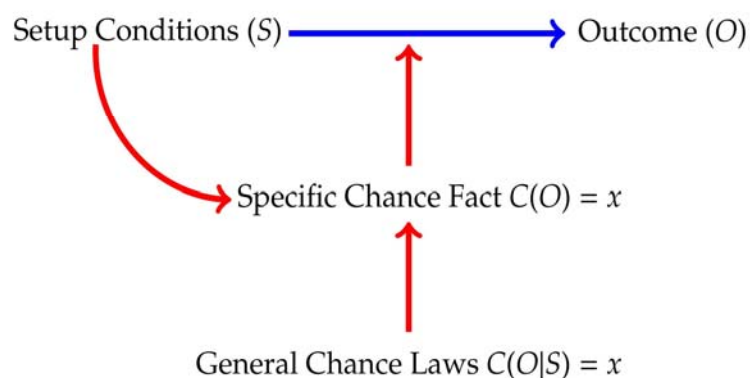 Setup Conditions (S)
Outcome (O)
Specific Chance Fact C(O) = x
General Chance Laws C(O|S) = x